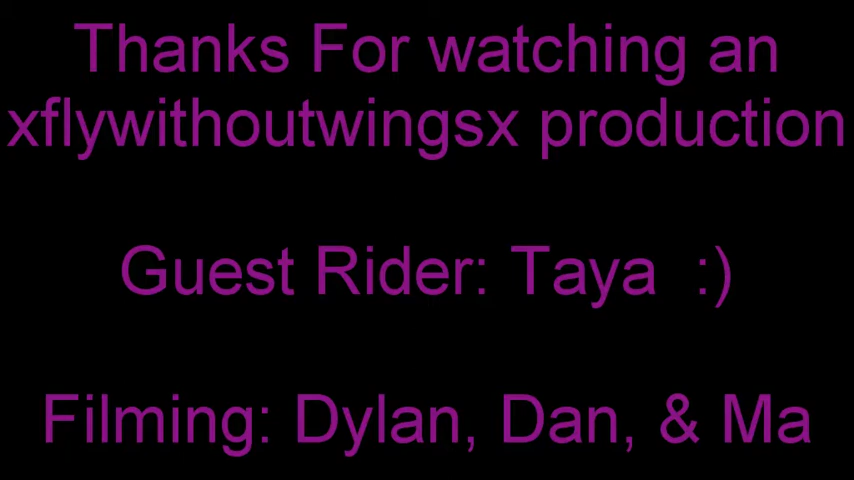 Thanks For watching an
xflywithoutwingsx production
Guest Rider: Taya :)
Filming: Dylan, Dan, & Ma